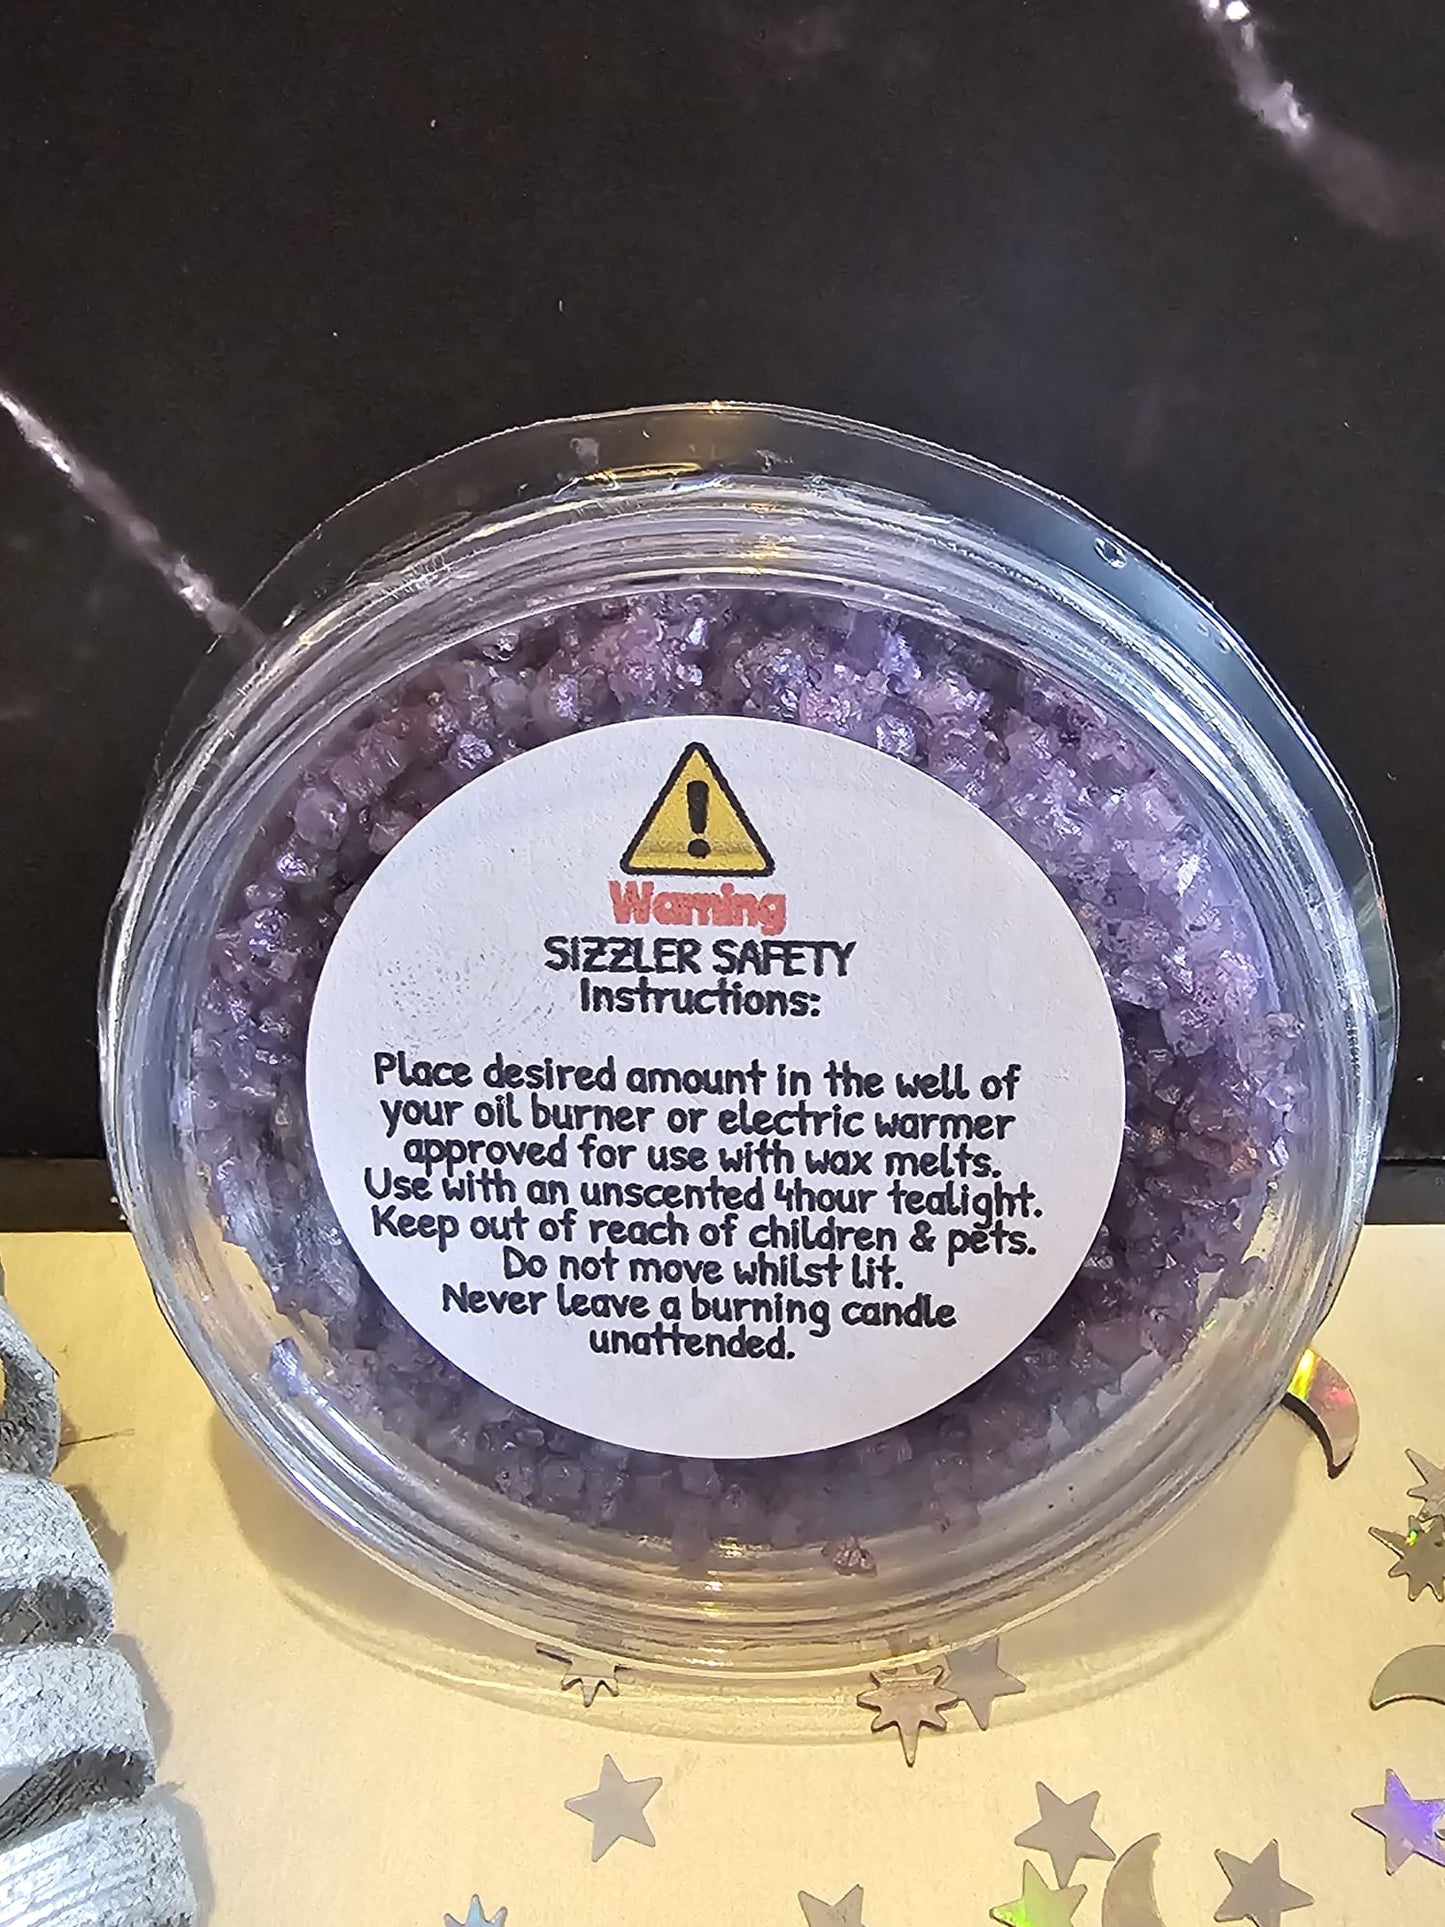 Warning
SIZZLER SAFETY
Instructions:
Place desired amount in the well of
your oil burner or electric warmer
approved for use with wax melts.
Use with an unscented 4hour tealight.
Keep out of reach of children & pets.
Do not move whilst lit.
Never leave a burning candle
unattended.